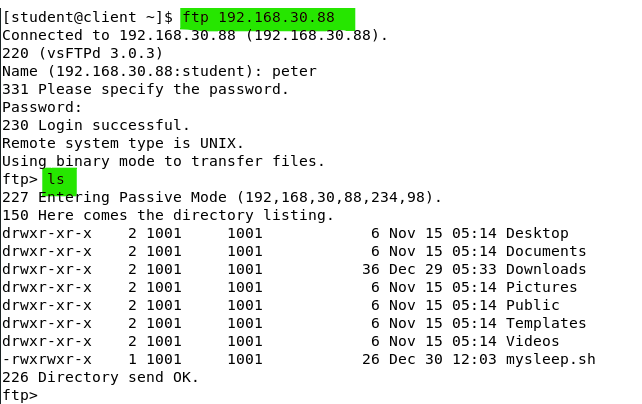 [student@client ~]$ ftp 192.168.30.88
Connected to 192.168.30.88 (192.168.30.88).
220 (vsFTPd 3.0.3)
Name (192.168.30.88:student): peter
331 Please specify the password.
Password:
230 Login successful.
Remote system type is UNIX.
Using binary mode to transfer files.
ftp> ls
227 Entering Passive Mode (192,168,30,88,234,98).
150 Here comes the directory listing.
drwxr-xr-x    2 1001     1001            6 Nov 15 05:14 Desktop
drwxr-xr-x    2 1001     1001            6 Nov 15 05:14 Documents
drwxr-xr-x    2 1001     1001           36 Dec 29 05:33 Downloads
drwxr-xr-x    2 1001     1001            6 Nov 15 05:14 Pictures
drwxr-xr-x    2 1001     1001            6 Nov 15 05:14 Public
drwxr-xr-x    2 1001     1001            6 Nov 15 05:14 Templates
drwxr-xr-x    2 1001     1001            6 Nov 15 05:14 Videos
-rwxrwxr-x    1 1001     1001           26 Dec 30 12:03 mysleep.sh
226 Directory send OK.
ftp>